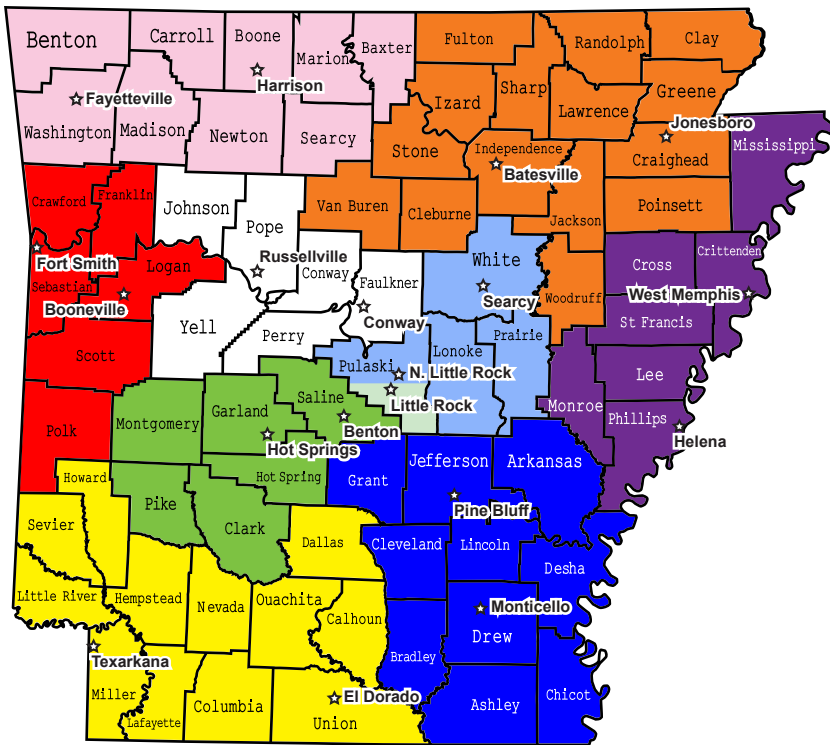 Benton
Carroll
Boone
Marion
Baxter
Fulton
Randolph
Clay
Harrison
Fayetteville
Washington
Madison
Newton
Searcy
Izard
Sharp
Lawrence
Greene
Jonesboro
Mississippi
Stone
Independence
Batesville
Craighead
Crawford
Franklin
Johnson
Pope
Van Buren
Cleburne
Jackson
Poinsett
Fort Smith
Sebastian
Logan
Booneville
Russellville
Conway
Faulkner
Conway
White
Searcy
Woodruff
Cross
Crittenden
West Memphis
St Francis
Scott
Yell
Perry
Pulaski
N. Little Rock
Little Rock
Lonoke
Prairie
Monroe
Lee
Phillips
Helena
Polk
Montgomery
Garland
Hot Springs
Saline
Benton
Hot Spring
Grant
Jefferson
Pine Bluff
Arkansas
Howard
Sevier
Pike
Clark
Dallas
Cleveland
Lincoln
Desha
Little River
Hempstead
Nevada
Ouachita
Calhoun
Bradley
Monticello
Drew
Texarkana
Miller
Lafayette
Columbia
El Dorado
Union
Ashley
Chicot